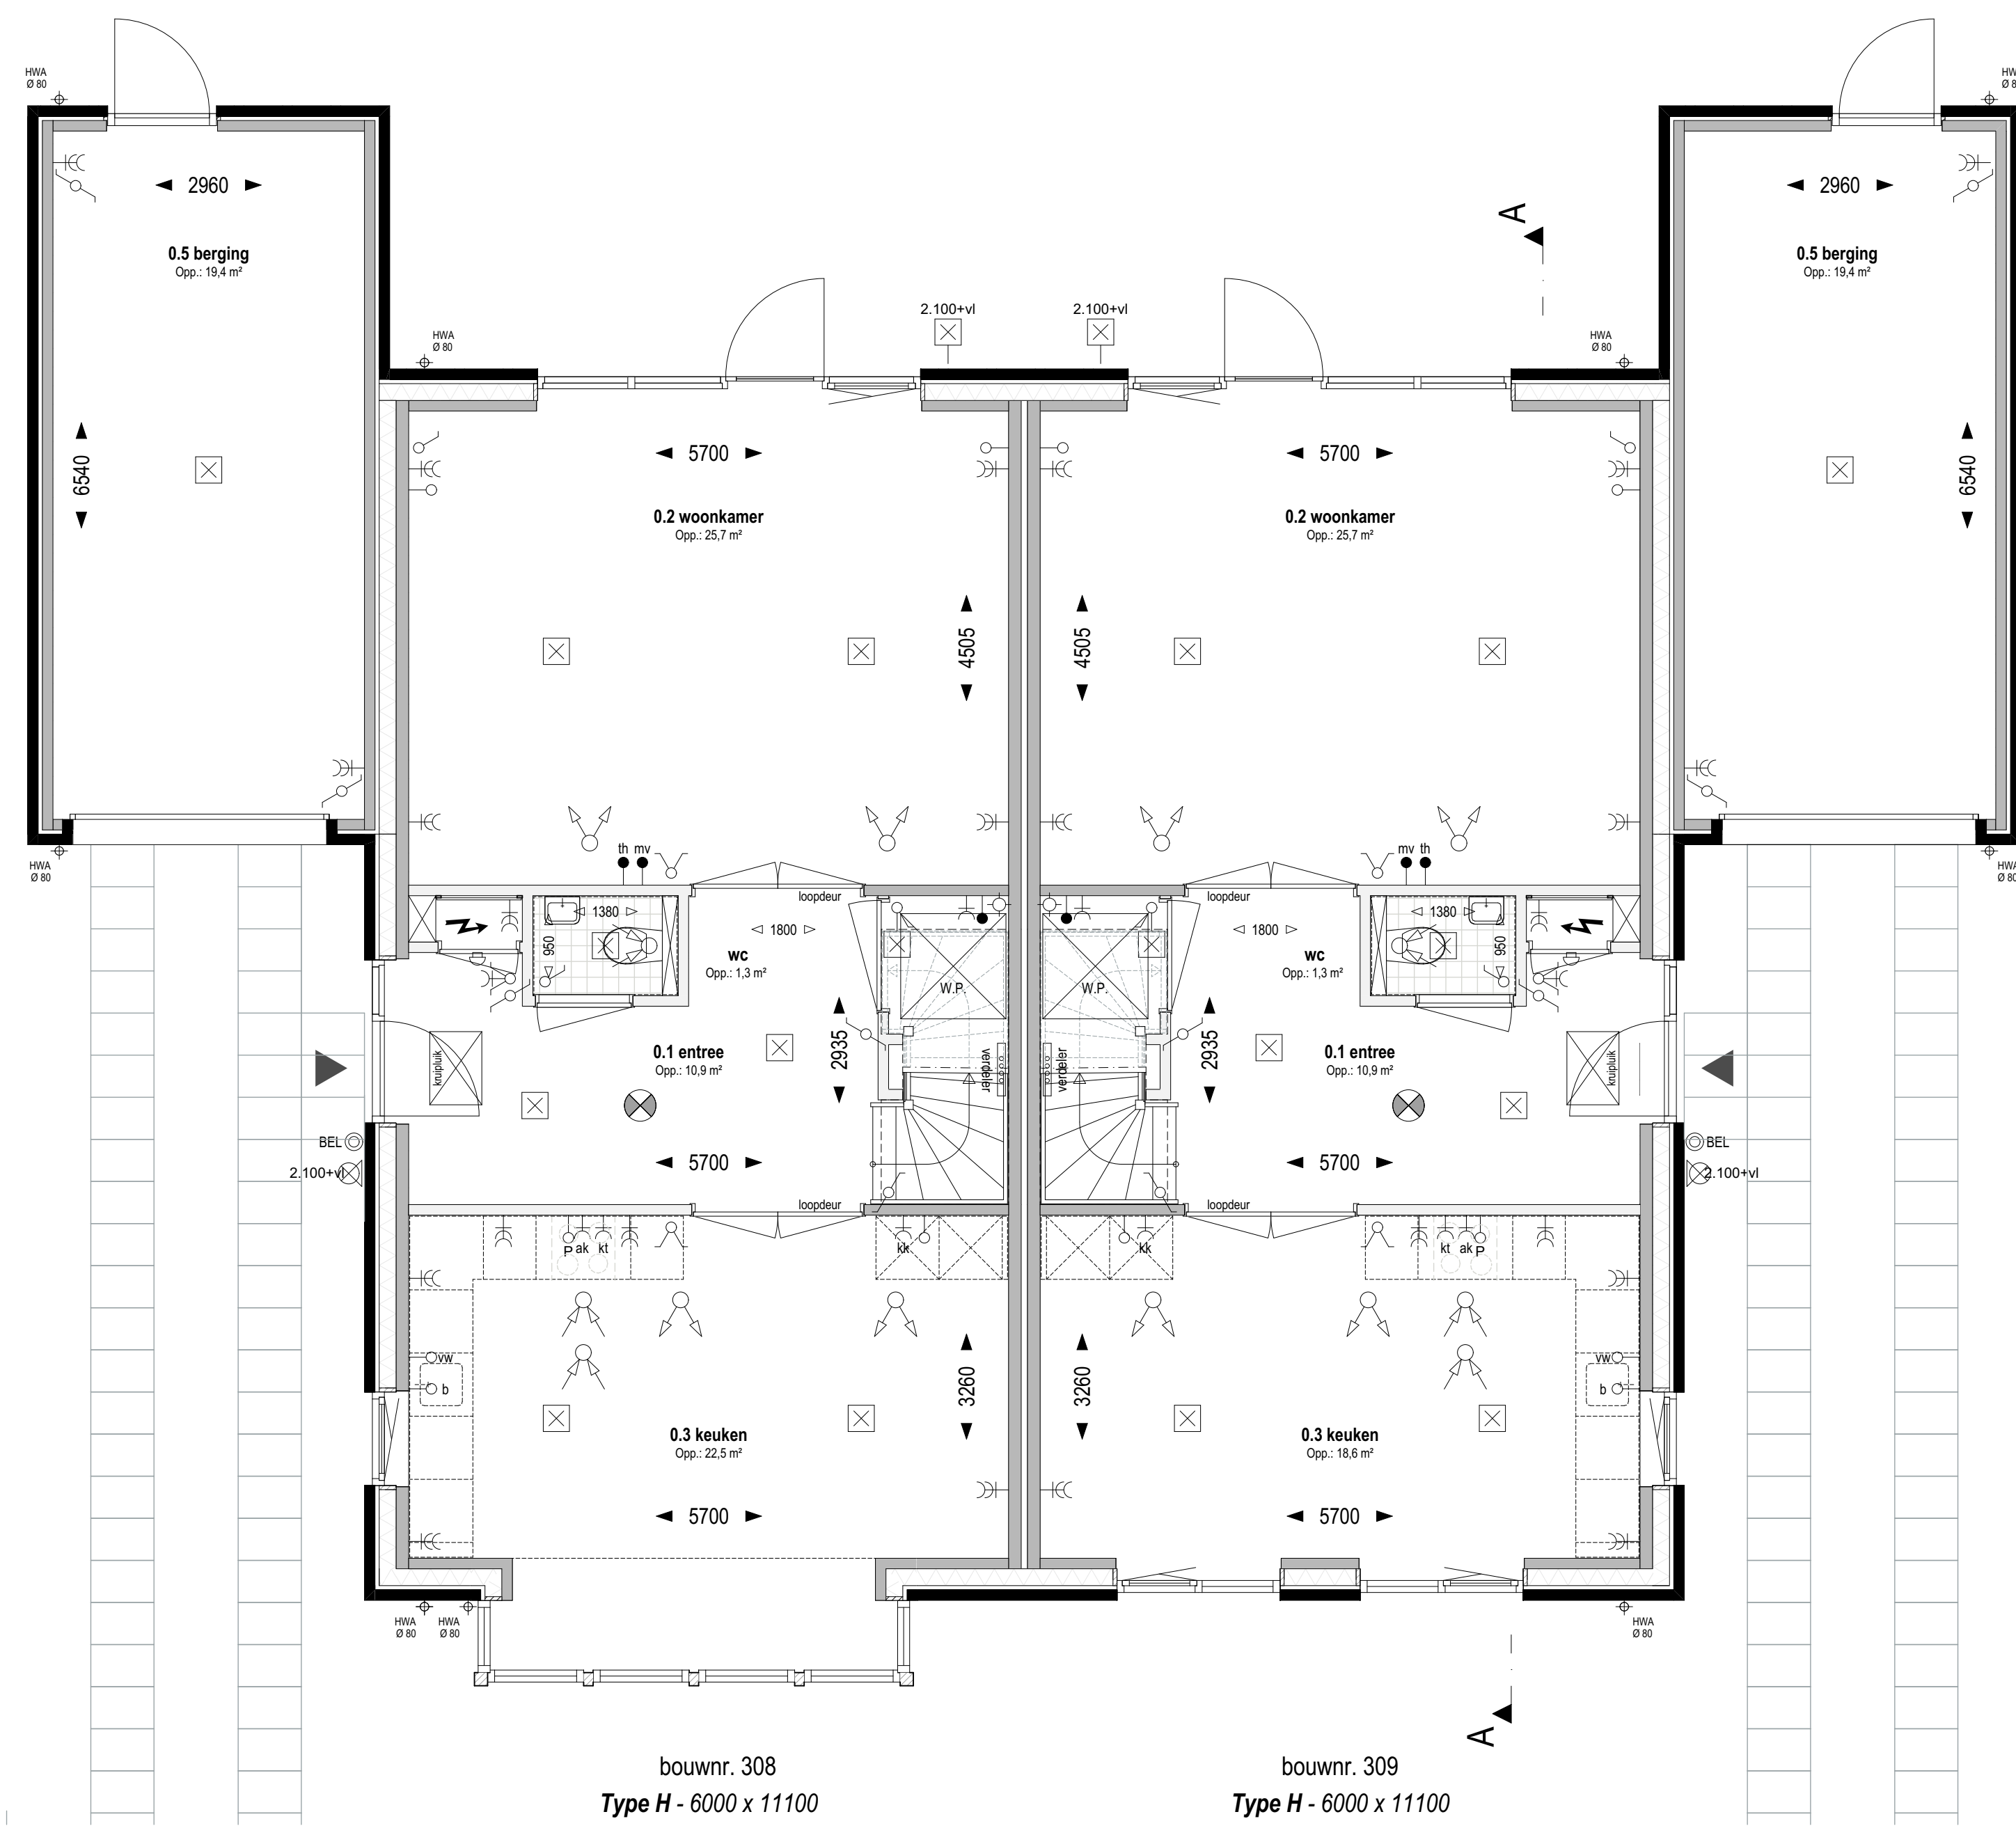 HWA
Ø 80
2960
0.5 berging
Opp.: 19,4 m²
6540
HWA
Ø 80
HWA
Ø 80
2.100+vl
2.100+vl
A
HWA
Ø 80
2960
0.5 berging
Opp.: 19,4 m²
6540
HWA
Ø 80
5700
0.2 woonkamer
Opp.: 25,7 m²
4505
5700
0.2 woonkamer
Opp.: 25,7 m²
4505
th mv
loopdeur
1380
950
1800
wc
Opp.: 1,3 m²
W.P.
2935
verdeler
kruipluik
0.1 entree
Opp.: 10,9 m²
5700
BEL
2.100+vl
loopdeur
mv th
loopdeur
1380
950
1800
wc
Opp.: 1,3 m²
W.P.
2935
verdeler
kruipluik
0.1 entree
Opp.: 10,9 m²
5700
BEL
2.100+vl
loopdeur
HWA
Ø 80
P ak kt
kk
vw
b
3260
0.3 keuken
Opp.: 22,5 m²
5700
kk
kt ak P
vw
b
3260
0.3 keuken
Opp.: 18,6 m²
5700
HWA
Ø 80
HWA
Ø 80
HWA
Ø 80
A
bouwnr. 308
Type H - 6000 x 11100
bouwnr. 309
Type H - 6000 x 11100